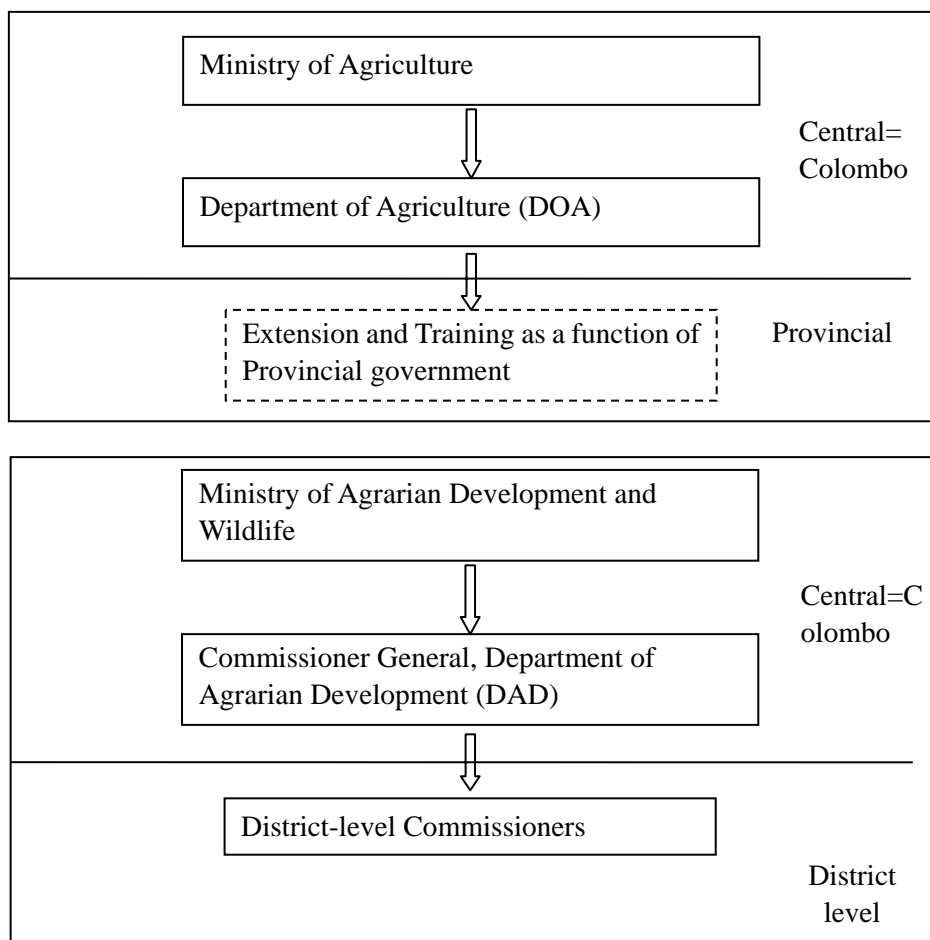 Ministry of Agriculture
Central=
Colombo
Department of Agriculture (DOA)
Extension and Training as a function of
Provincial government
Provincial
Ministry of Agrarian Development and
Wildlife
Central=C
olombo
Commissioner General, Department of
Agrarian Development (DAD)
District-level Commissioners
District
level